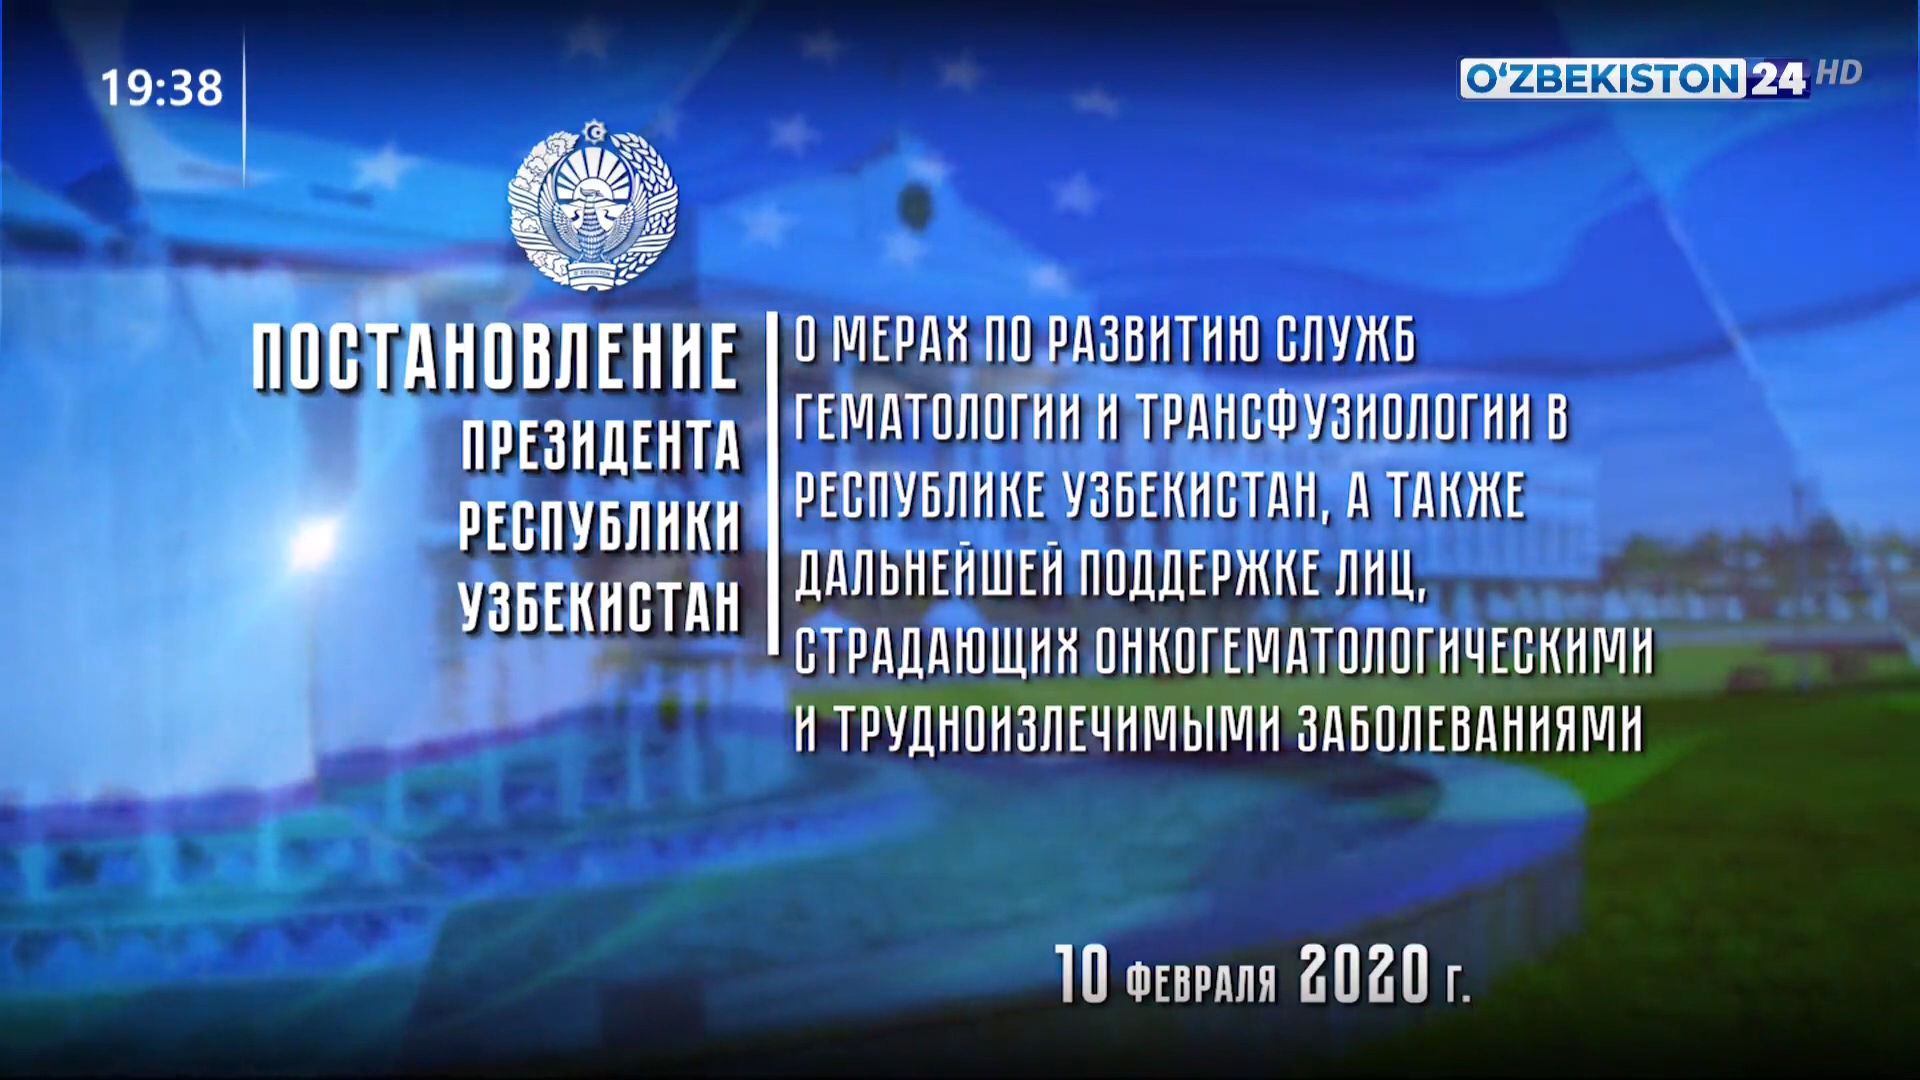 19:38
O'ZBEKISTON 24 HD
O'ZBEKISTON
ПОСТАНОВЛЕНИЕ
ПРЕЗИДЕНТА
РЕСПУБЛИКИ
УЗБЕКИСТАН
О МЕРАХ ПО РАЗВИТИЮ СЛУЖБ
ГЕМАТОЛОГИИ И ТРАНСФУЗИОЛОГИИ В
РЕСПУБЛИКЕ УЗБЕКИСТАН, А ТАКЖЕ
ДАЛЬНЕЙШЕЙ ПОДДЕРЖКЕ ЛИЦ,
СТРАДАЮЩИХ ОНКОГЕМАТОЛОГИЧЕСКИМИ
И ТРУДНОИЗЛЕЧИМЫМИ ЗАБОЛЕВАНИЯМИ
10 ФЕВРАЛЯ 2020 Г.